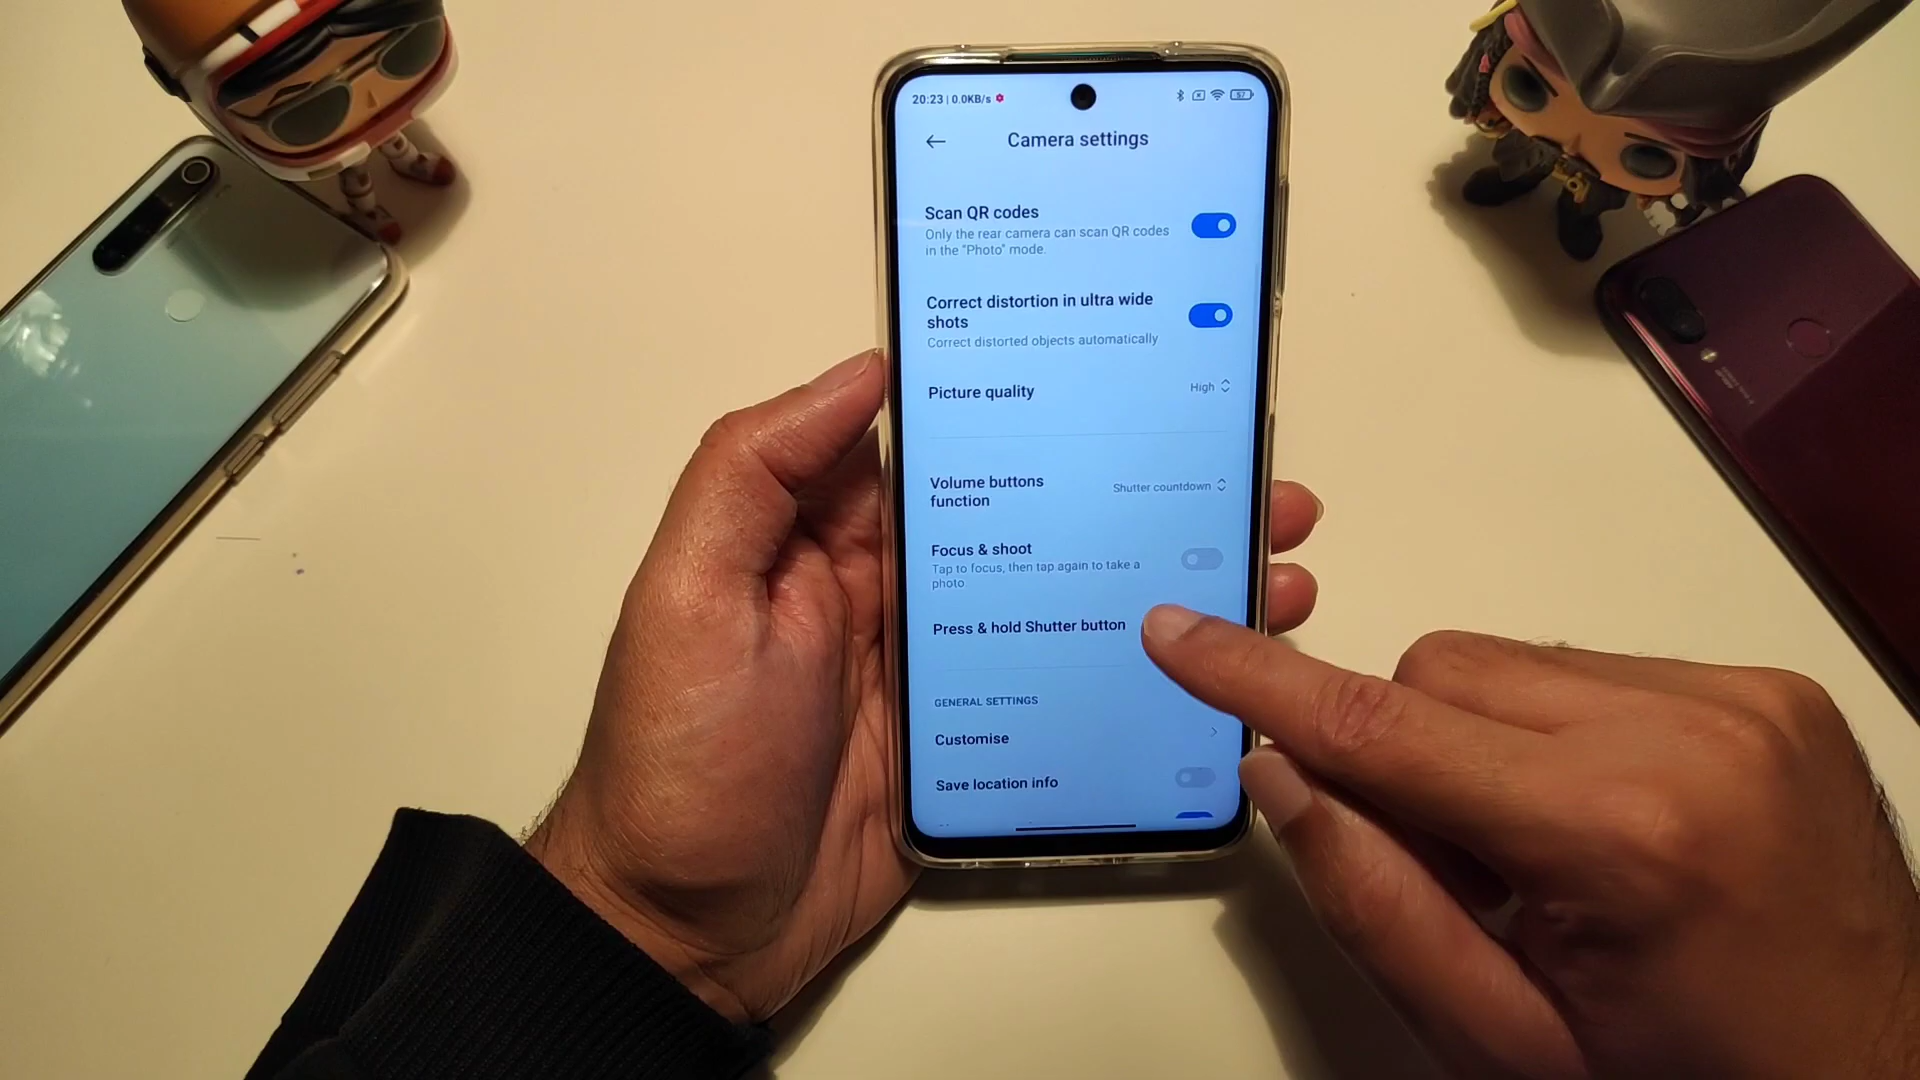 20:23 | 0.0KB/s
57
Camera settings
Scan QR codes
Only the rear camera can scan QR codes
in the "Photo" mode.
Correct distortion in ultra wide
shots
Correct distorted objects automatically
Picture quality
High
Volume buttons
function
Shutter countdown
Focus & shoot
Tap to focus, then tap again to take a
photo
Press & hold Shutter button
GENERAL SETTINGS
Customise
Save location info